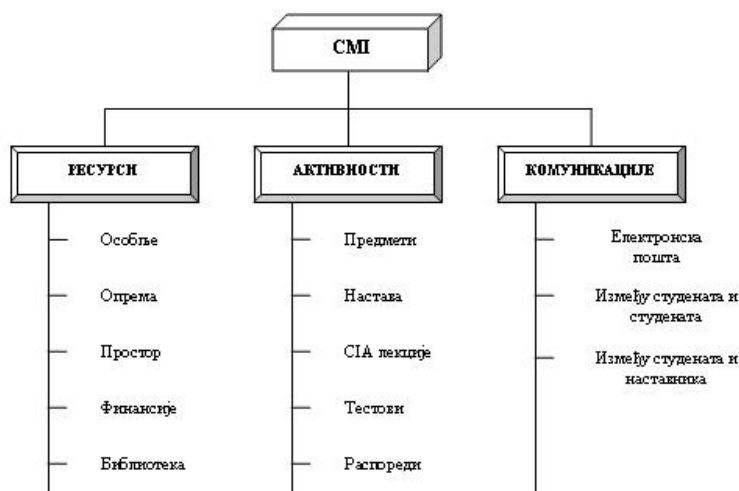 CMI
РЕСУРСИ
Особље
Опрема
Простор
Финансије
Библиотека
АКТИВНОСТИ
Предмети
Настава
CIA лекције
Тестови
Распореди
КОМУНИКАЦИЈЕ
Електронска
пошта
Између студената и
студената
Између студената и
наставника